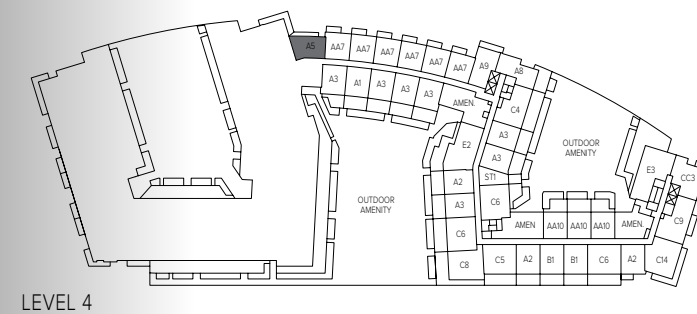 A5 AA7 AA7 AA7 AA7 AA7 AA7 A9 A8
A3 A1 A3 A3 A3 AMEN. C4
A3
E2
A3
OUTDOOR
AMENITY
E3
CC3
ST1
A2
C6
A3
OUTDOOR
AMENITY
C9
AMEN AA10 AA10 AA10 AMEN.
C6
C8 C5 A2 B1 B1 C6 A2 C14
LEVEL 4